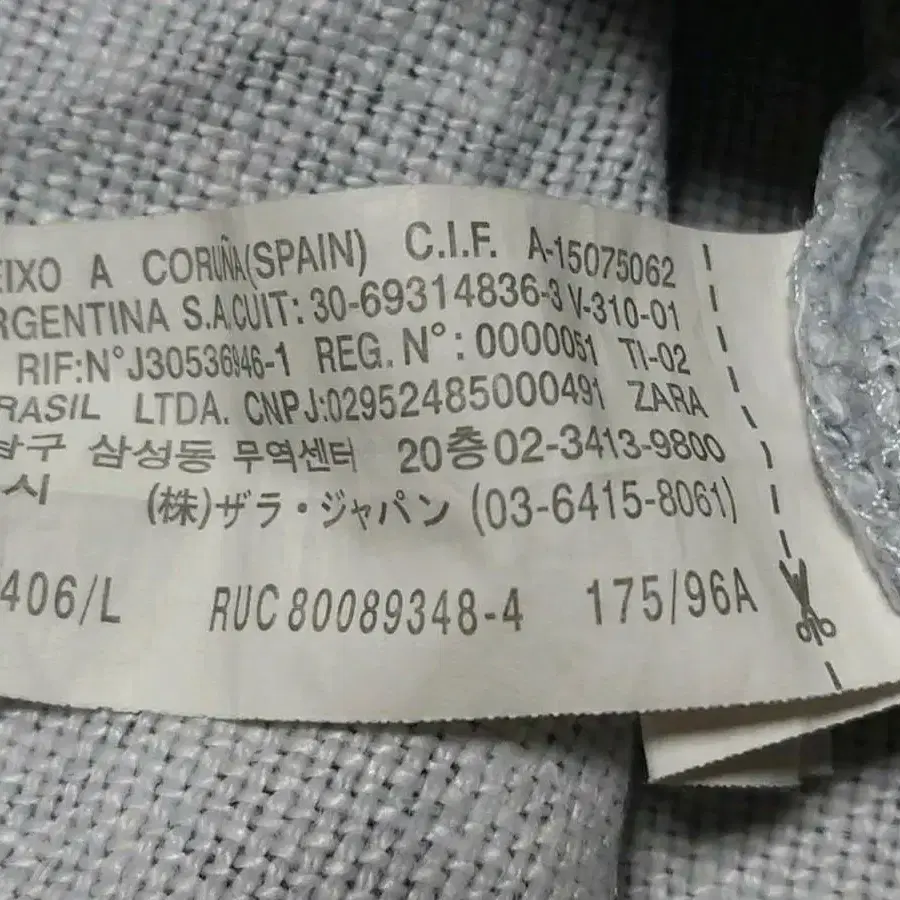 EIXO A CORUÑA(SPAIN) C.I.F. A-15075062
RGENTINA S.A.CUIT: 30-69314836-3 V-310-01
RIF:N° J30536946-1 REG. N° : 0000051 TI-02
RASIL LTDA. CNPJ:02952485000491 ZARA
남구 삼성동 무역센터 20층 02-3413-9800
시 (株)ザラ・ジャパン (03-6415-8061)
406/L RUC 80089348-4 175/96A